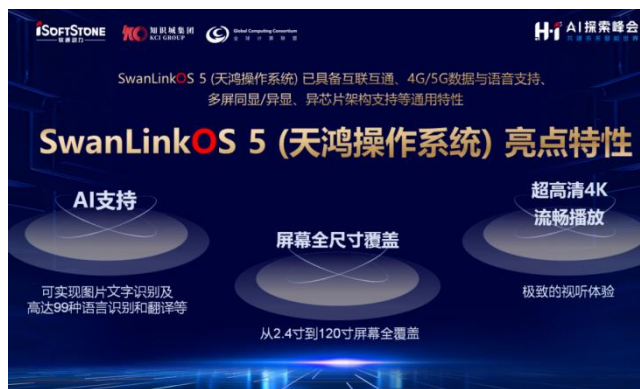 iSOFTSTONE
软通动力
知识城集团
KCI GROUP
Global Computing Consortium
全球计算联盟
H·i AI探索峰会
SwanLinkOS 5 (天鸿操作系统) 已具备互联互通、4G/5G数据与语音支持、
多屏同显/异显、异芯片架构支持等通用特性
SwanLinkOS 5 (天鸿操作系统) 亮点特性
AI支持
可实现图片文字识别及
高达99种语言识别和翻译等
屏幕全尺寸覆盖
从2.4寸到120寸屏幕全覆盖
超高清4K
流畅播放
极致的视听体验